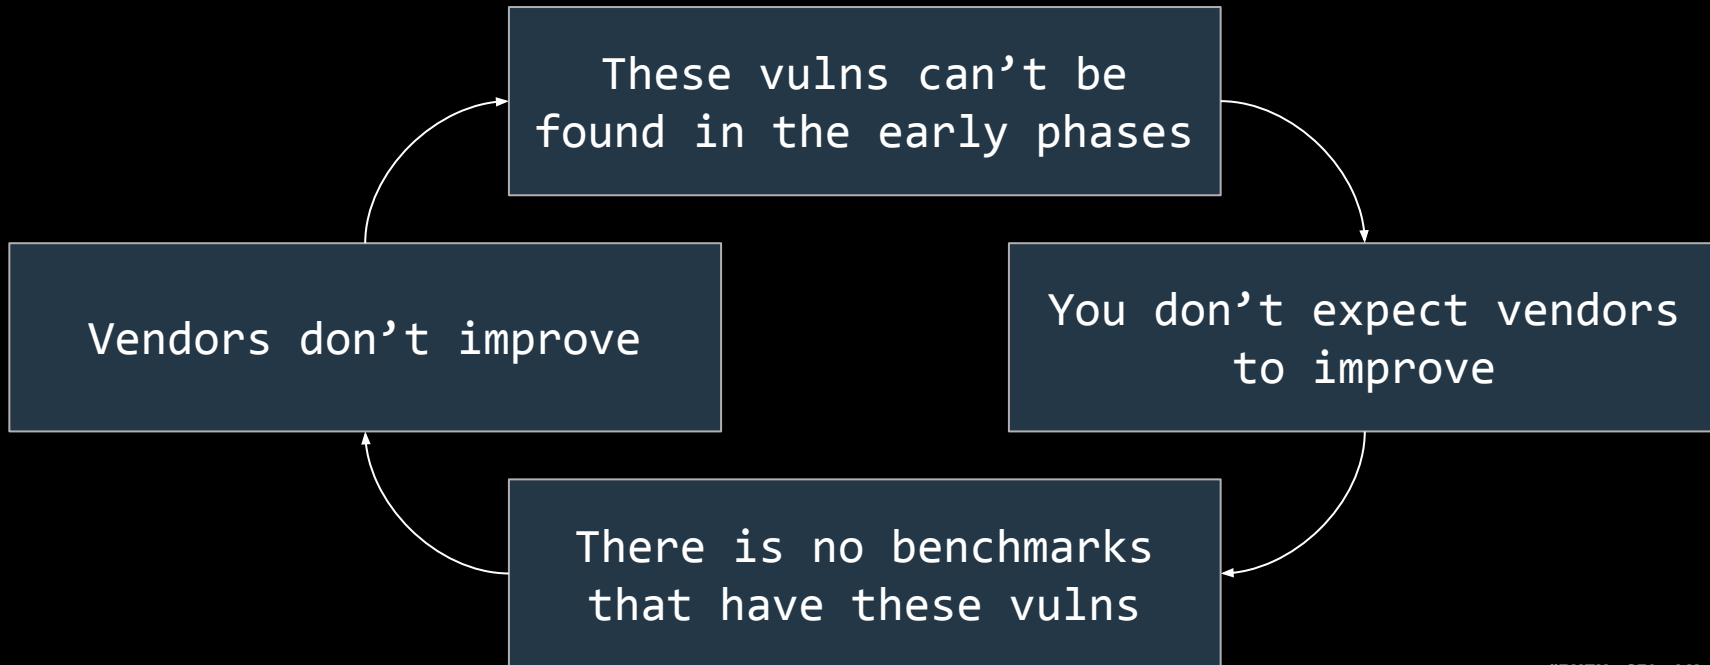 These vulns can’t be
found in the early phases
Vendors don’t improve
You don’t expect vendors
to improve
There is no benchmarks
that have these vulns